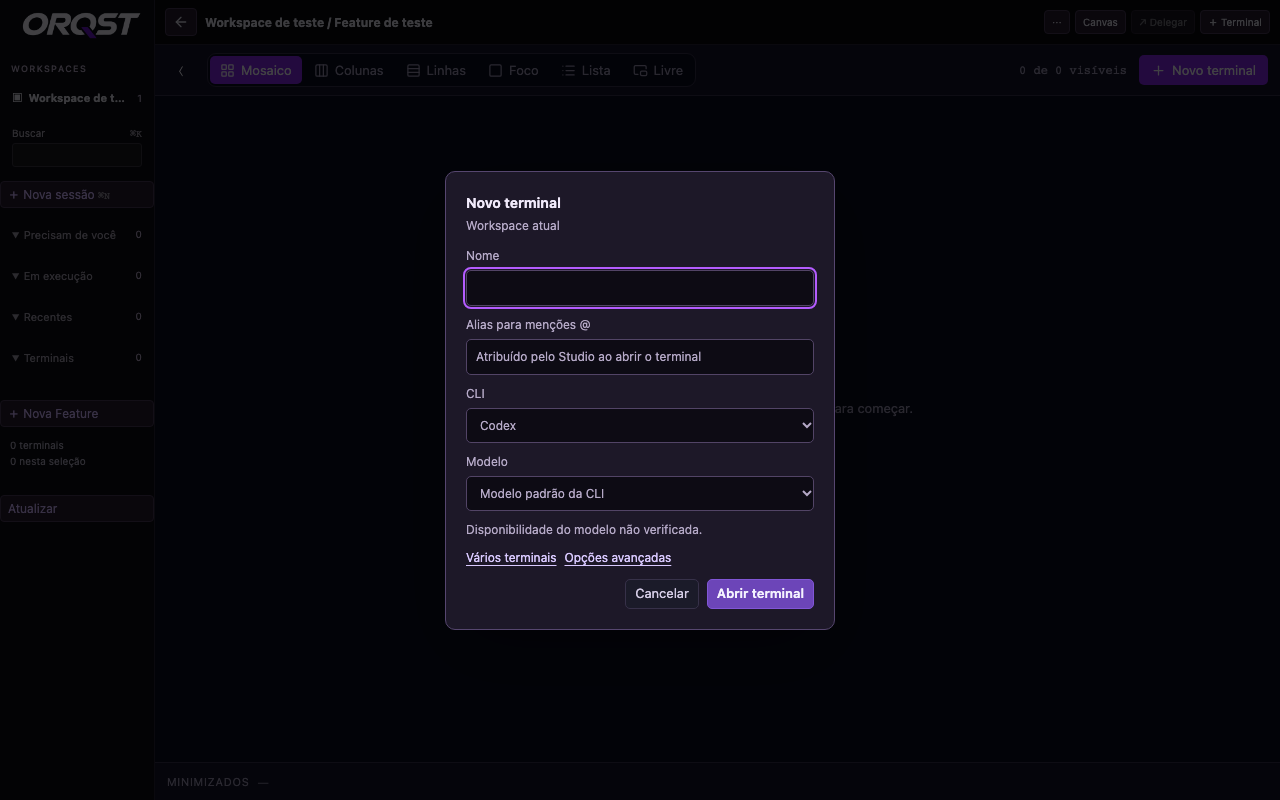 ORQST
Workspace de teste / Feature de teste
···
Canvas
↗ Delegar
+ Terminal
WORKSPACES
Workspace de t... 1
Buscar ⌘K
+ Nova sessão ⌘N
▼ Precisam de você 0
▼ Em execução 0
▼ Recentes 0
▼ Terminais 0
+ Nova Feature
0 terminais
0 nesta seleção
Atualizar
Mosaico
Colunas
Linhas
Foco
Lista
Livre
0 de 0 visíveis
+ Novo terminal
ara começar.
Novo terminal
Workspace atual
Nome
Alias para menções @
Atribuído pelo Studio ao abrir o terminal
CLI
Codex
Modelo
Modelo padrão da CLI
Disponibilidade do modelo não verificada.
Vários terminais Opções avançadas
Cancelar Abrir terminal
MINIMIZADOS —